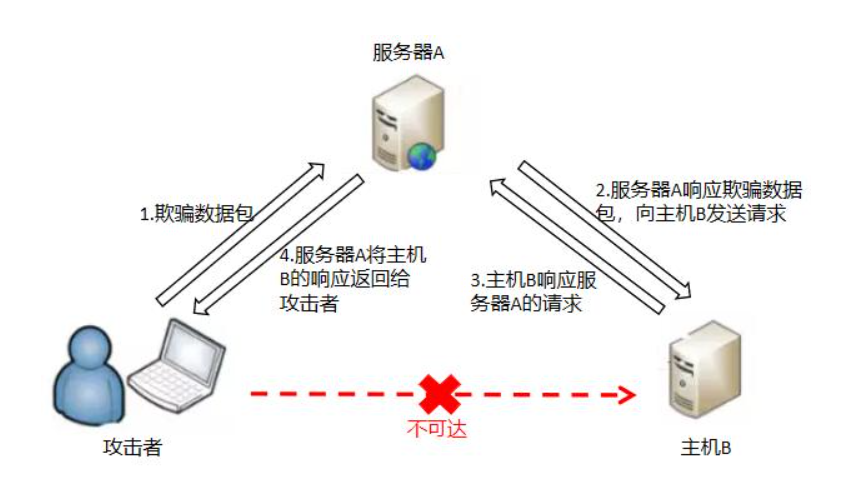 服务器A
1.欺骗数据包
2.服务器A响应欺骗数据
包，向主机B发送请求
4.服务器A将主机
B的响应返回给
攻击者
3.主机B响应服
务器A的请求
不可达
攻击者
主机B